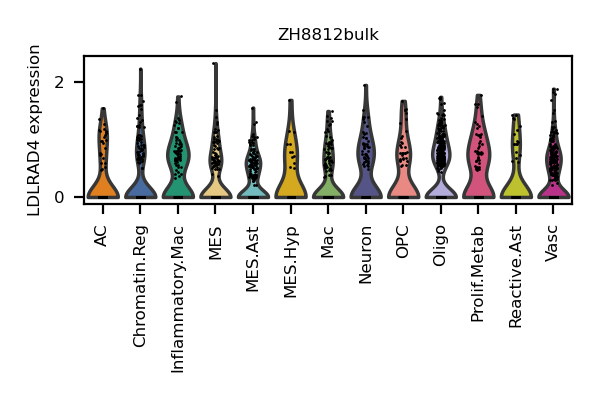 ZH8812bulk
LDLRAD4 expression
2
0
AC
Chromatin.Reg
Inflammatory.Mac
MES
MES.Ast
MES.Hyp
Mac
Neuron
OPC
Oligo
Prolif.Metab
Reactive.Ast
Vasc